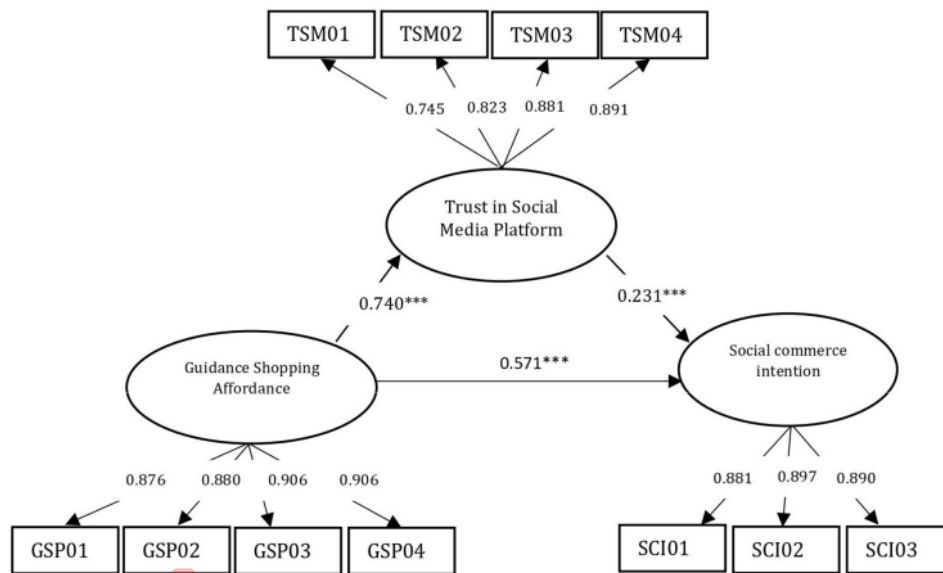 TSM01 TSM02 TSM03 TSM04
0.745 0.823 0.881 0.891
Trust in Social
Media Platform
0.740***
0.231***
Guidance Shopping
Affordance
0.571***
Social commerce
intention
0.876 0.880 0.906 0.906
0.881 0.897 0.890
GSP01 GSP02 GSP03 GSP04
SCI01 SCI02 SCI03